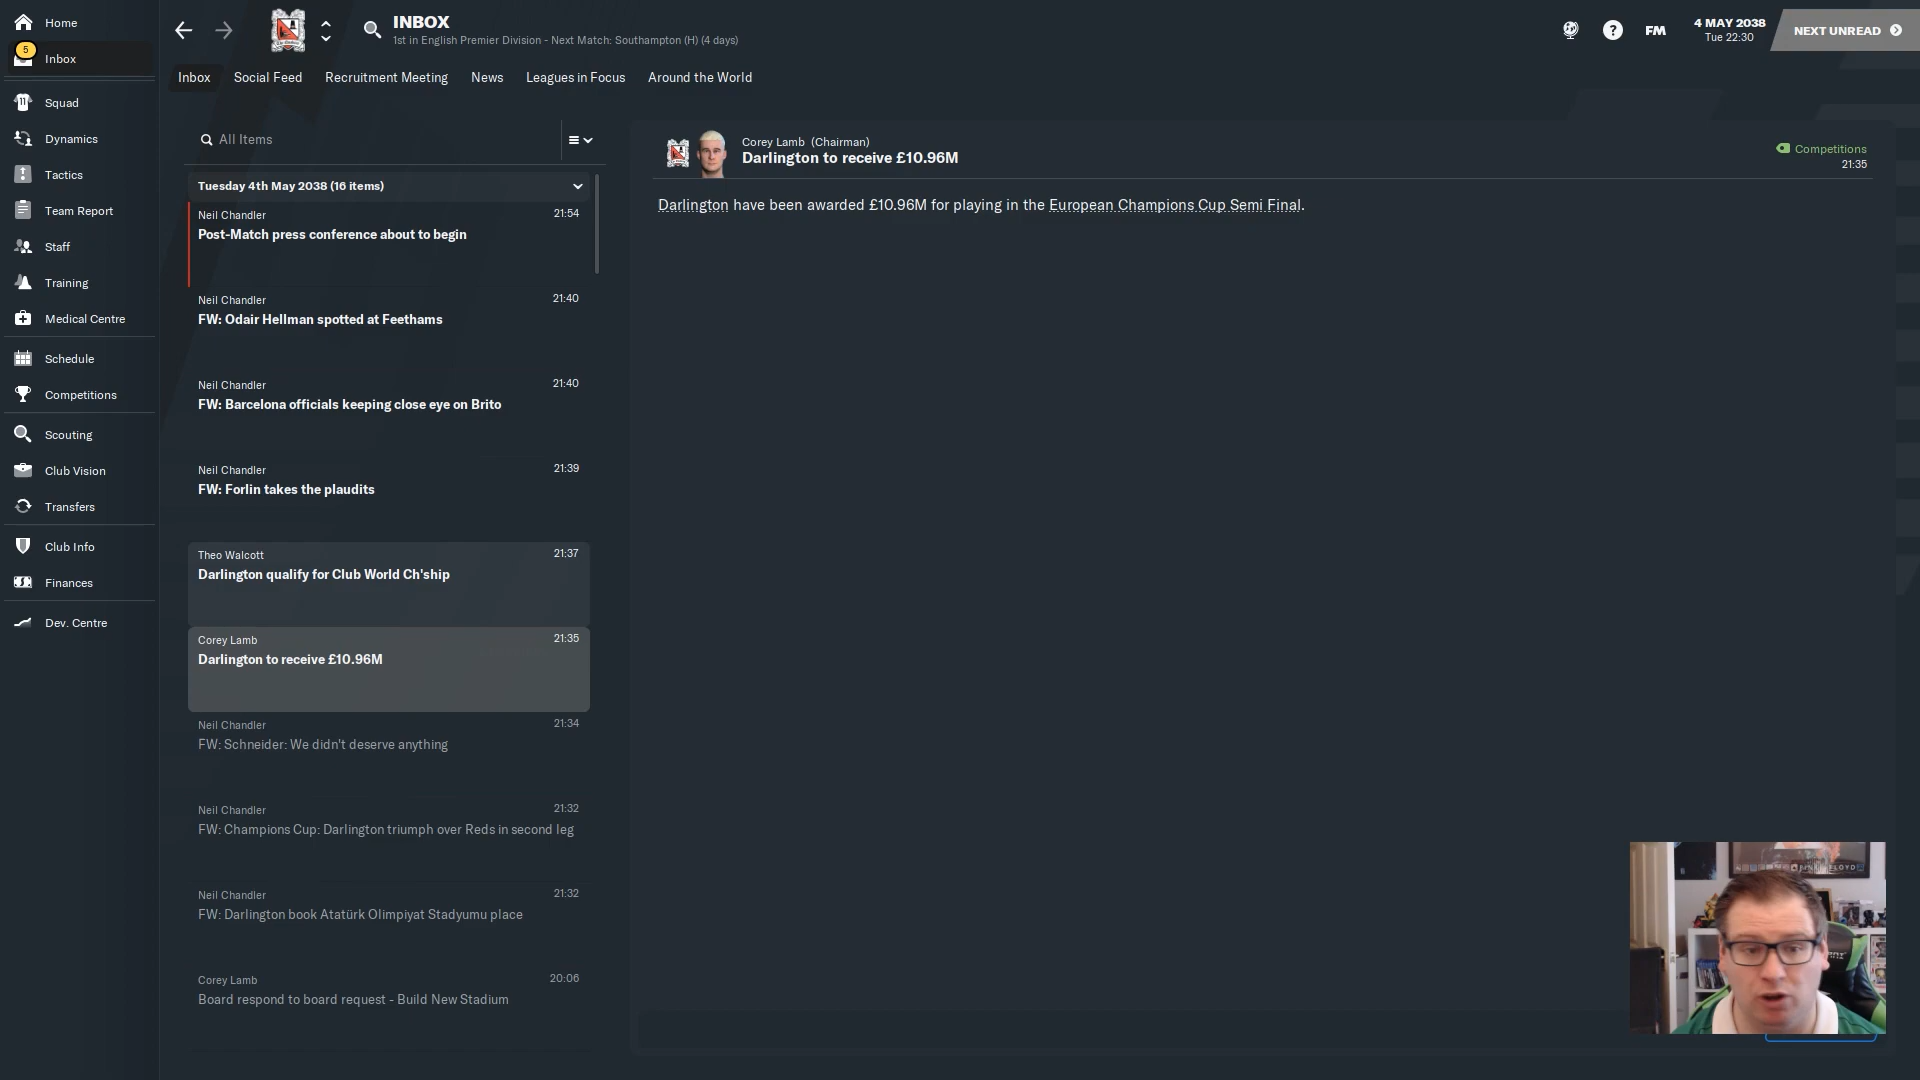 Home
5
Inbox
Squad
Dynamics
Tactics
Team Report
Staff
Training
Medical Centre
Schedule
Competitions
Scouting
Club Vision
Transfers
Club Info
Finances
Dev. Centre
INBOX
1st in English Premier Division - Next Match: Southampton (H) (4 days)
FM
4 MAY 2038
Tue 22:30
NEXT UNREAD
Inbox
Social Feed
Recruitment Meeting
News
Leagues in Focus
Around the World
All Items
Tuesday 4th May 2038 (16 items)
Neil Chandler 21:54
Post-Match press conference about to begin
Neil Chandler 21:40
FW: Odair Hellman spotted at Feethams
Neil Chandler 21:40
FW: Barcelona officials keeping close eye on Brito
Neil Chandler 21:39
FW: Forlin takes the plaudits
Theo Walcott 21:37
Darlington qualify for Club World Ch'ship
Corey Lamb 21:35
Darlington to receive £10.96M
Neil Chandler 21:34
FW: Schneider: We didn't deserve anything
Neil Chandler 21:32
FW: Champions Cup: Darlington triumph over Reds in second leg
Neil Chandler 21:32
FW: Darlington book Atatürk Olimpiyat Stadyumu place
Corey Lamb 20:06
Board respond to board request - Build New Stadium
Corey Lamb (Chairman)
Darlington to receive £10.96M
Competitions
21:35
Darlington have been awarded £10.96M for playing in the European Champions Cup Semi Final.